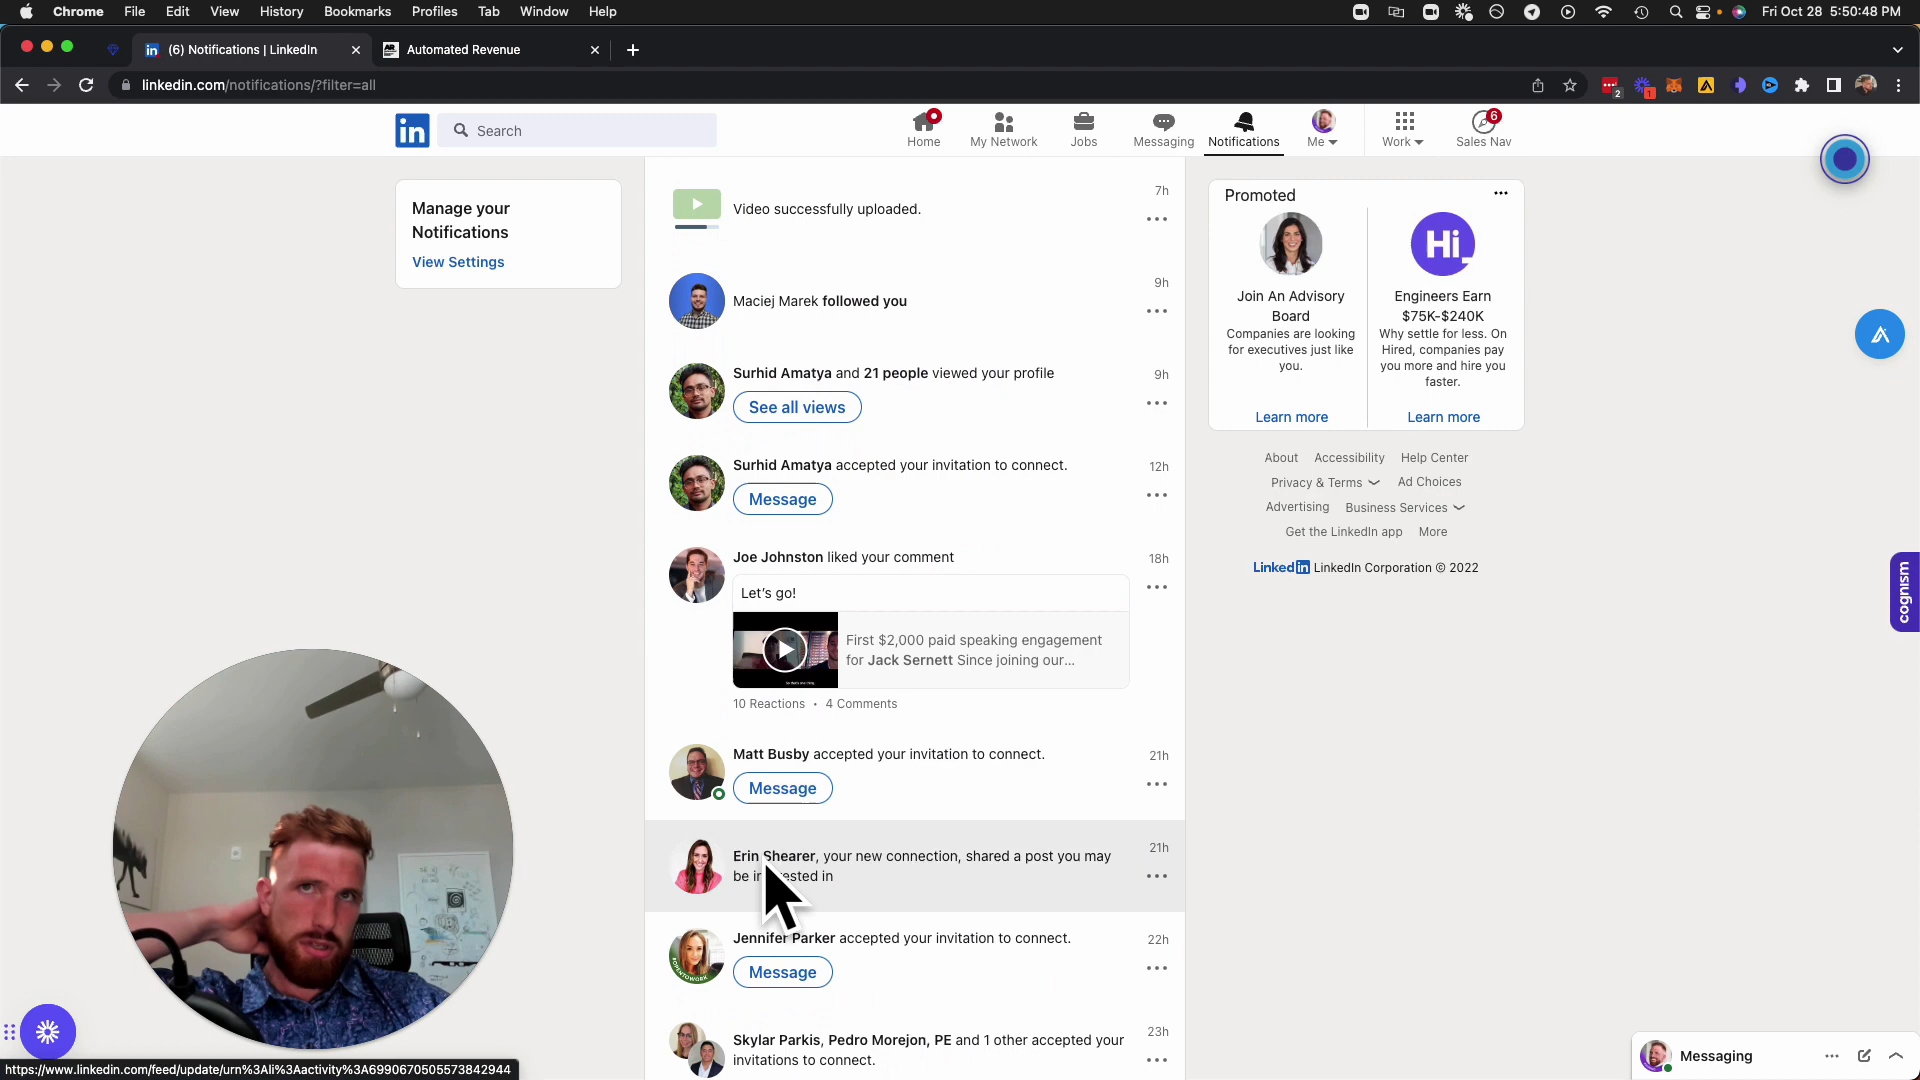 Chrome File Edit View History Bookmarks Profiles Tab Window Help Fri Oct 28 5:50:48 PM
(6) Notifications | LinkedIn
Automated Revenue
linkedin.com/notifications/?filter=all
2
1
in
Search
Home
My Network
Jobs
Messaging
Notifications
Me
Work
6
Sales Nav
Manage your
Notifications
View Settings
Video successfully uploaded.
7h
Maciej Marek followed you
9h
Surhid Amatya and 21 people viewed your profile
9h
See all views
Surhid Amatya accepted your invitation to connect.
12h
Message
Joe Johnston liked your comment
18h
Let's go!
First $2,000 paid speaking engagement
for Jack Sernett Since joining our...
10 Reactions • 4 Comments
Matt Busby accepted your invitation to connect.
21h
Message
Erin Shearer, your new connection, shared a post you may
21h
Jennifer Parker accepted your invitation to connect.
22h
#OPENTOWORK
Message
Skylar Parkis, Pedro Morejon, PE and 1 other accepted your
invitations to connect.
23h
Promoted
Hi
Join An Advisory
Board
Companies are looking
for executives just like
you.
Learn more
Engineers Earn
$75K-$240K
Why settle for less. On
Hired, companies pay
you more and hire you
faster.
Learn more
About Accessibility Help Center
Privacy & Terms Ad Choices
Advertising Business Services
Get the LinkedIn app More
LinkedIn LinkedIn Corporation © 2022
cognism
Messaging
https://www.linkedin.com/feed/update/urn%3Ali%3Aactivity%3A6990670505573842944